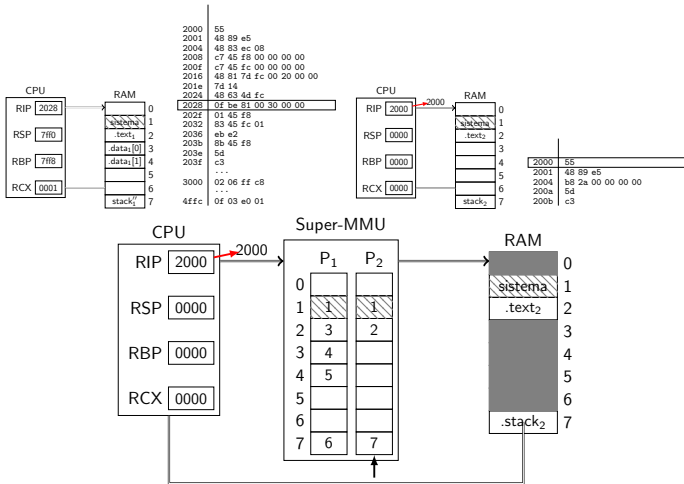 2000 55
2001 48 89 e5
2004 48 83 ec 08
2008 c7 45 f8 00 00 00 00
200f c7 45 fc 00 00 00 00
2016 48 81 7d fc 00 20 00 00
201e 7d 14
2024 48 63 4d fc
2028 0f be 81 00 30 00 00
202f 01 45 f8
2032 83 45 fc 01
2036 eb e2
203b 8b 45 f8
203e 5d
203f c3
...
3000 02 06 ff c8
...
4ffc 0f 03 e0 01
CPU
RIP 2028
RSP 7ff0
RBP 7ff8
RCX 0001
RAM
0
sistema 1
.text₁ 2
.data₁[0] 3
.data₁[1] 4
6
stack₁'' 7
CPU
RIP 2000
2000
RSP 0000
RBP 0000
RCX 0000
RAM
0
sistema 1
.text₂ 2
3
4
6
stack₂ 7
2000 55
2001 48 89 e5
2004 b8 2a 00 00 00 00
200a 5d
200b c3
CPU
RIP 2000
2000
RSP 0000
RBP 0000
RCX 0000
Super-MMU
P₁ P₂
0
1 1 1
2 3 2
3 4
4 5
5
6
7 6 7
RAM
0
sistema 1
.text₂ 2
3
4
5
6
.stack₂ 7